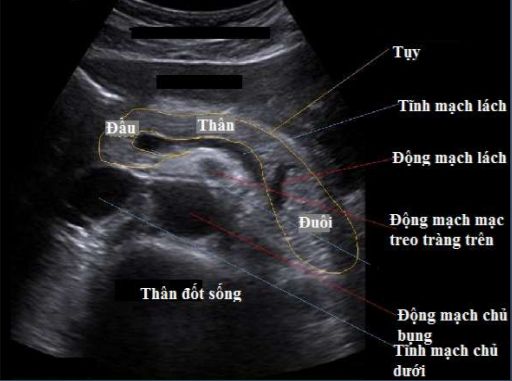 Tụy
Tĩnh mạch lách
Đầu
Thân
Động mạch lách
Động mạch mạc
treo tràng trên
Đuôi
Thân đốt sống
Động mạch chủ
bụng
Tĩnh mạch chủ
dưới